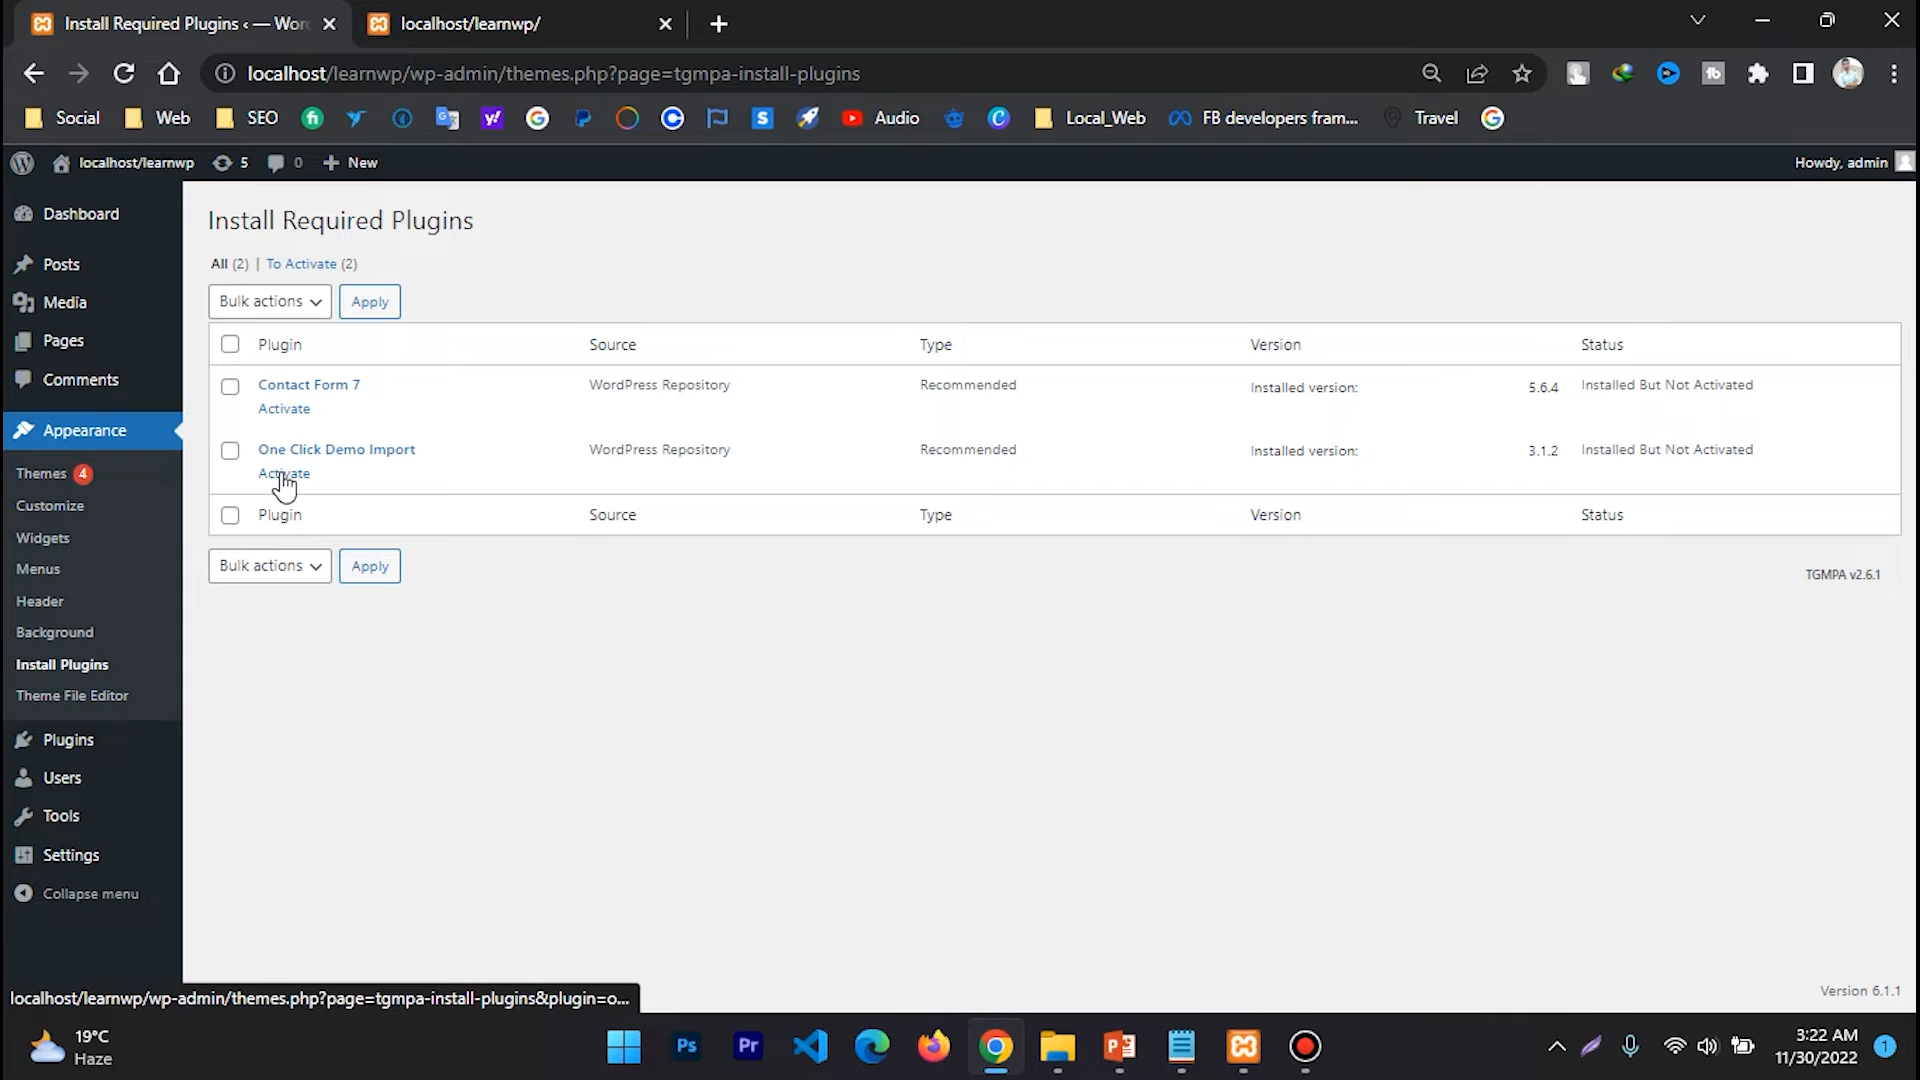 Install Required Plugins ‹ — Wor
localhost/learnwp/
localhost/learnwp/wp-admin/themes.php?page=tgmpa-install-plugins
Social
Web
SEO
Audio
Local_Web
FB developers fram...
Travel
localhost/learnwp
5
0
New
Howdy, admin
Dashboard
Posts
Media
Pages
Comments
Appearance
Themes 4
Customize
Widgets
Menus
Header
Background
Install Plugins
Theme File Editor
Plugins
Users
Tools
Settings
Collapse menu
Install Required Plugins
All (2) | To Activate (2)
Bulk actions Apply
Plugin Source Type Version Status
Contact Form 7 WordPress Repository Recommended Installed version: 5.6.4 Installed But Not Activated
Activate
One Click Demo Import WordPress Repository Recommended Installed version: 3.1.2 Installed But Not Activated
Activate
Plugin Source Type Version Status
Bulk actions Apply
TGMPA v2.6.1
localhost/learnwp/wp-admin/themes.php?page=tgmpa-install-plugins&plugin=o...
Version 6.1.1
19°C
Haze
Ps
Pr
3:22 AM
11/30/2022
1